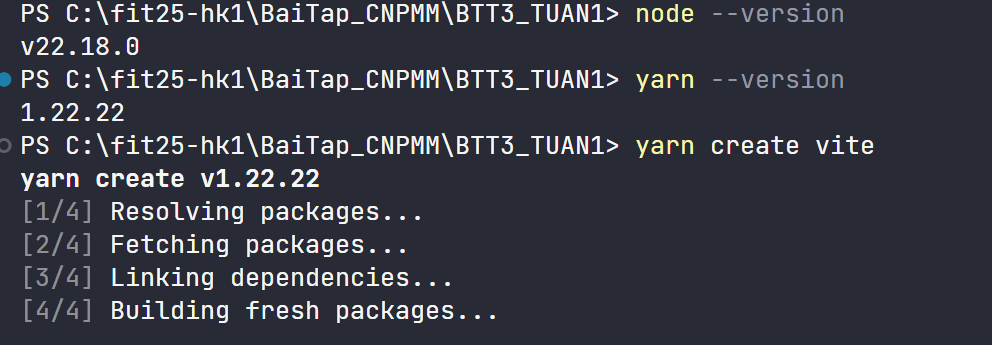 PS C:\fit25-hk1\BaiTap_CNPMM\BTT3_TUAN1> node --version
v22.18.0
PS C:\fit25-hk1\BaiTap_CNPMM\BTT3_TUAN1> yarn --version
1.22.22
PS C:\fit25-hk1\BaiTap_CNPMM\BTT3_TUAN1> yarn create vite
yarn create v1.22.22
[1/4] Resolving packages...
[2/4] Fetching packages...
[3/4] Linking dependencies...
[4/4] Building fresh packages...